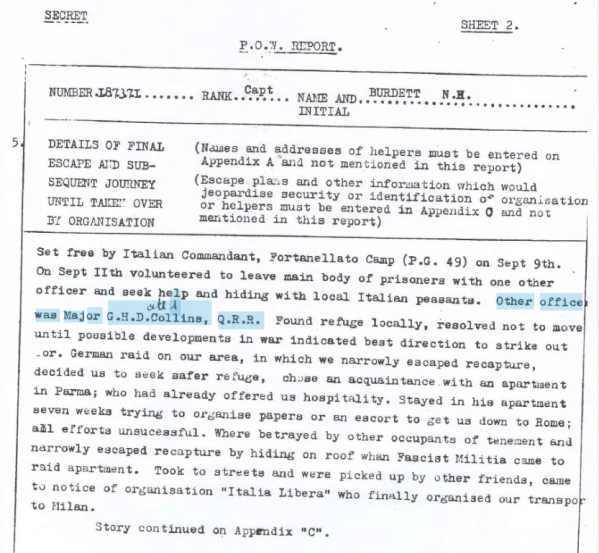 SECRET
SHEET 2.
P.O.W. REPORT.
NUMBER.187371....... RANK..Capt.... NAME AND..BURDETT N.H.
INITIAL
5. DETAILS OF FINAL (Names and addresses of helpers must be entered on
ESCAPE AND SUB- Appendix A and not mentioned in this report)
SEQUENT JOURNEY (Escape plans and other information which would
UNTIL TAKEN OVER jeopardise security or identification of organisation
BY ORGANISATION or helpers must be entered in Appendix C and not
mentioned in this report)
Set free by Italian Commandant, Fortanellato Camp (P.G. 49) on Sept 9th.
On Sept IIth volunteered to leave main body of prisoners with one other
officer and seek help and hiding with local Italian peasants. Other office
was Major G.H.D.Collins, Q.R.R. Found refuge locally, resolved not to move
until possible developments in war indicated best direction to strike out
for. German raid on our area, in which we narrowly escaped recapture,
decided us to seek safer refuge, chose an acquaintance with an apartment
in Parma; who had already offered us hospitality. Stayed in his apartment
seven weeks trying to organise papers or an escort to get us down to Rome;
all efforts unsucessful. Where betrayed by other occupants of tenement and
narrowly escaped recapture by hiding on roof whan Fascist Militia came to
raid apartment. Took to streets and were picked up by other friends, came
to notice of organisation "Italia Libera" who finally organised our transpor
to Milan.
Story continued on Appendix "C".